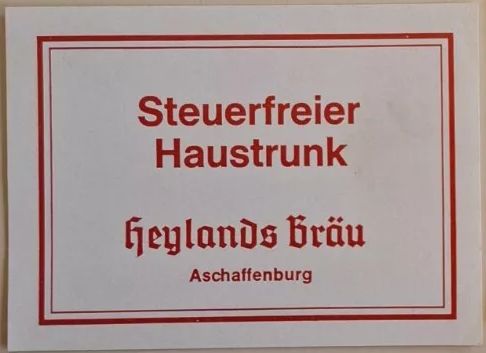 Steuerfreier
Haustrunk
Heylands Bräu
Aschaffenburg